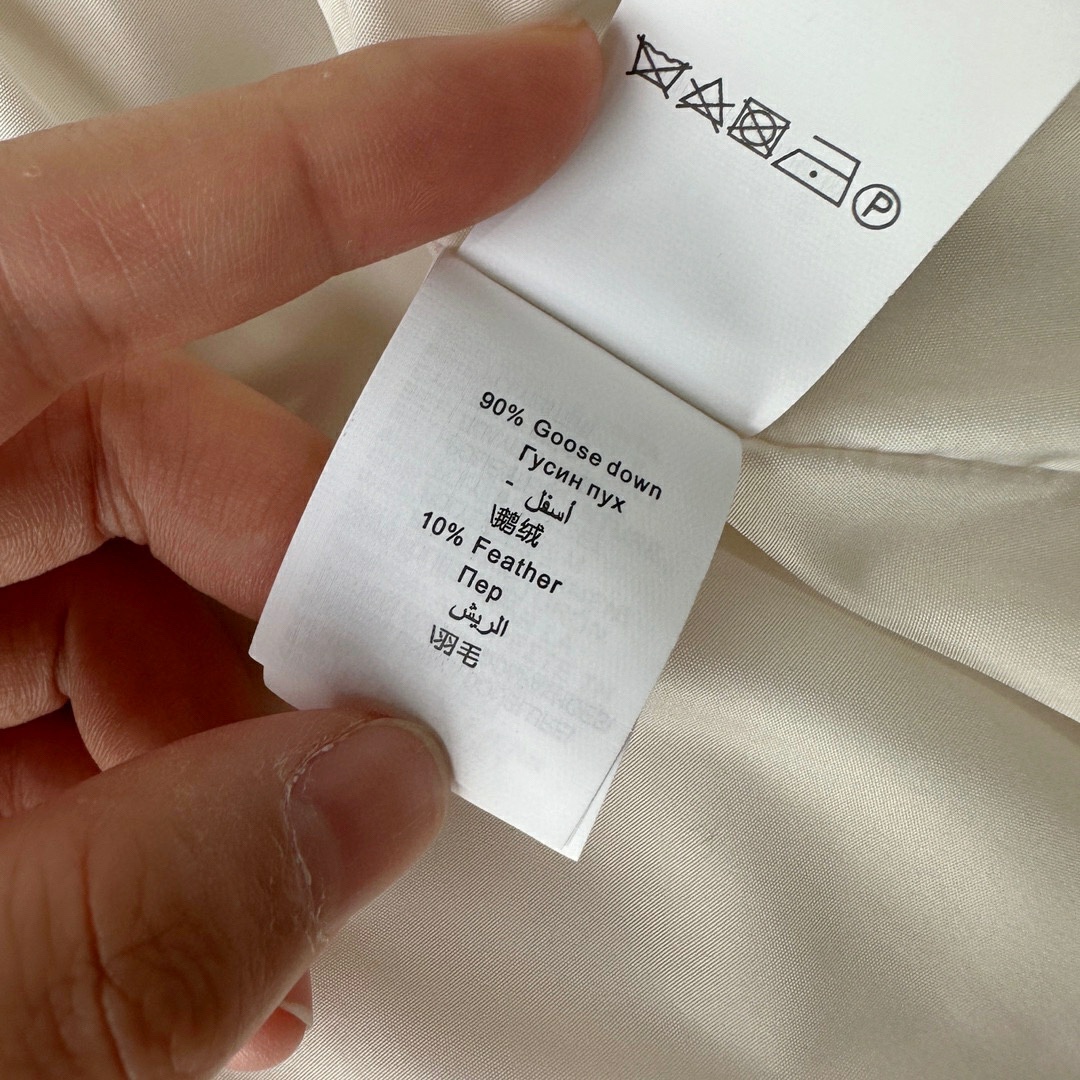 P
90% Goose down
Гусин пух
أسفل -
\鹅绒
10% Feather
Пер
الريش
\羽毛